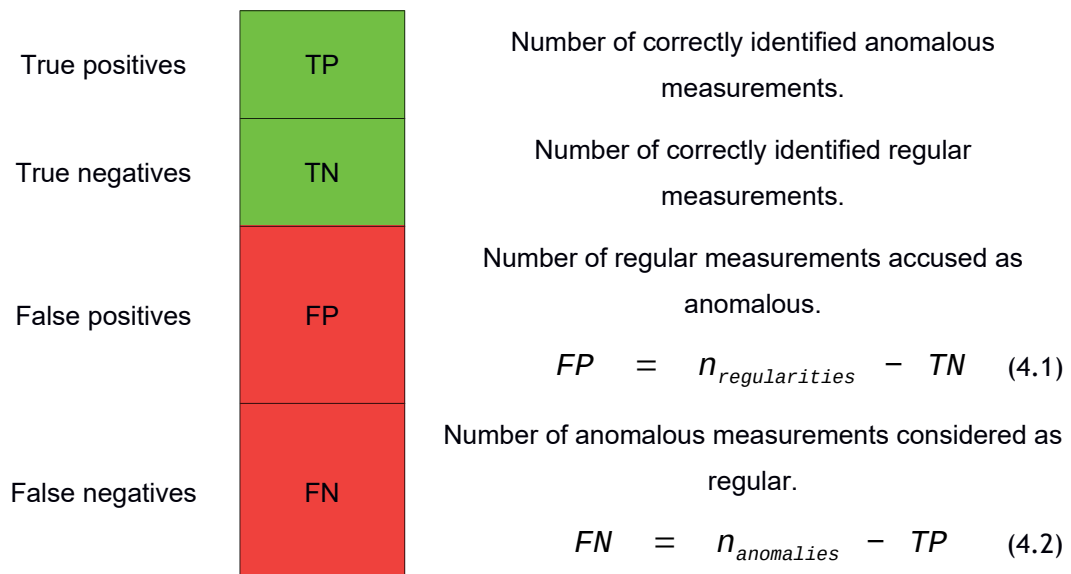 True positives TP Number of correctly identified anomalous
measurements.
True negatives TN Number of correctly identified regular
measurements.
Number of regular measurements accused as
False positives FP anomalous.
FP = n_regularities − TN (4.1)
Number of anomalous measurements considered as
False negatives FN regular.
FN = n_anomalies − TP (4.2)